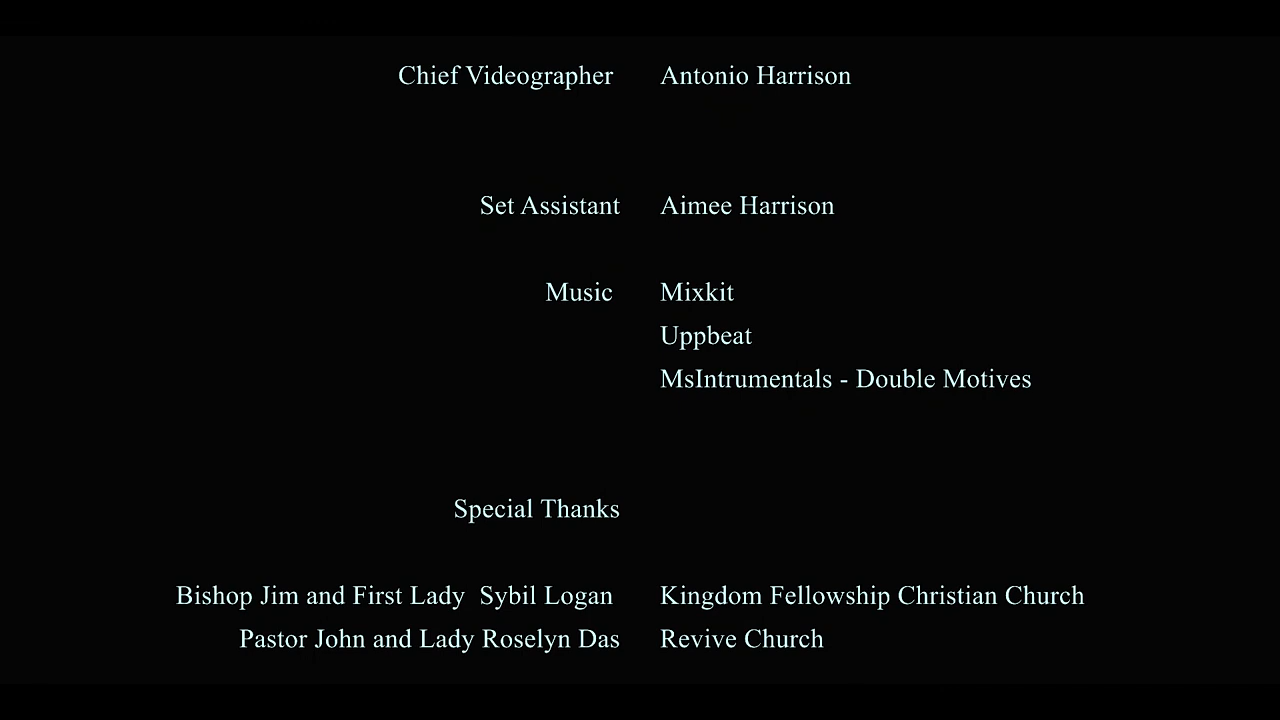 Chief Videographer Antonio Harrison
Set Assistant Aimee Harrison
Music Mixkit
Uppbeat
MsIntrumentals - Double Motives
Special Thanks
Bishop Jim and First Lady Sybil Logan Kingdom Fellowship Christian Church
Pastor John and Lady Roselyn Das Revive Church